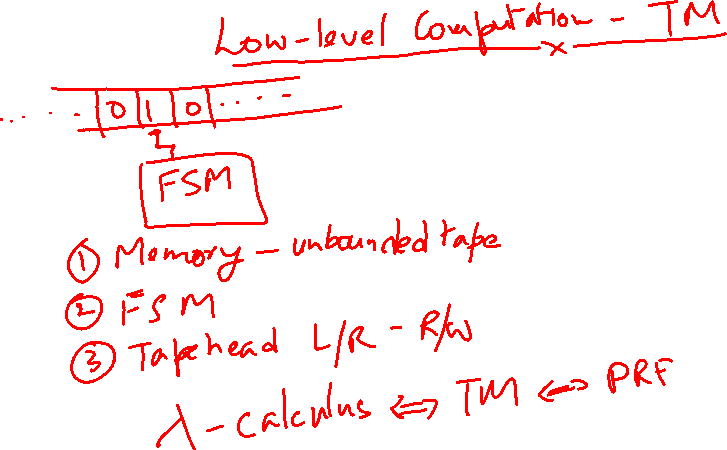 Low-level Computation - TM
..... 0 1 0 .....
FSM
① Memory - unbounded tape
② FSM
③ Tapehead L/R - R/W
λ-calculus ⇔ TM ⇔ PRF